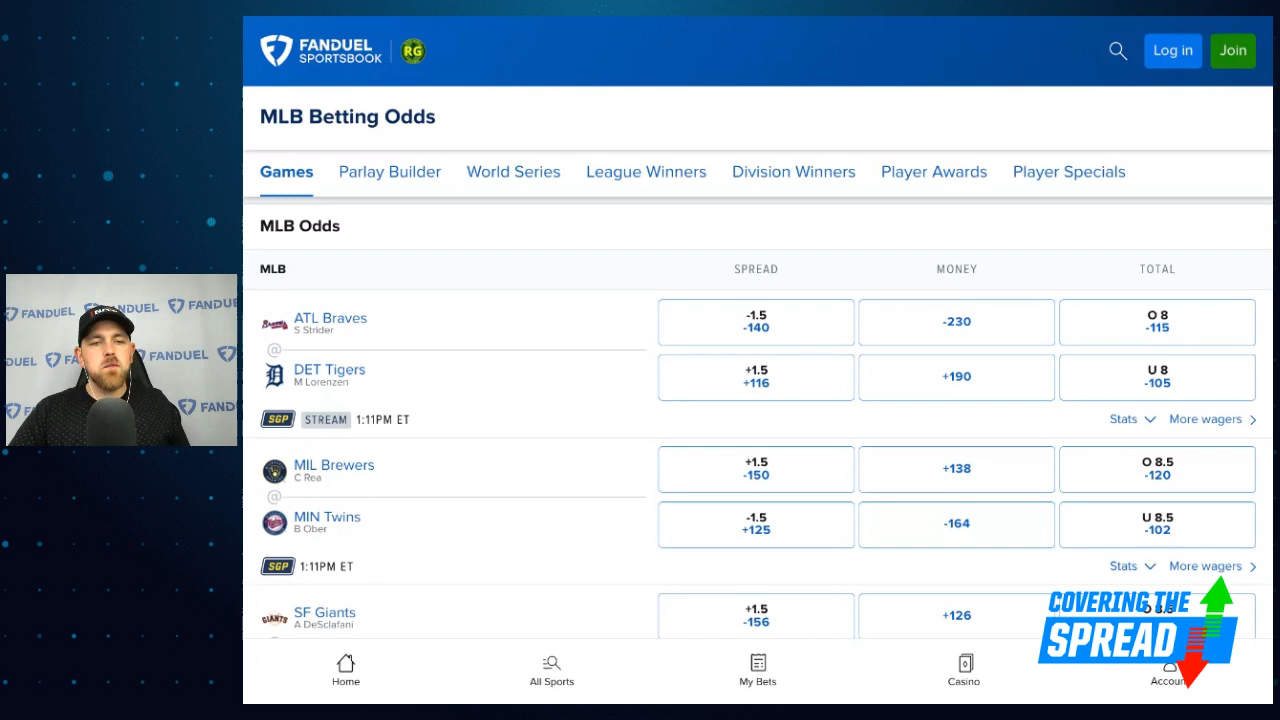 FANDUEL
SPORTSBOOK
RG
Log in
Join
MLB Betting Odds
Games Parlay Builder World Series League Winners Division Winners Player Awards Player Specials
MLB Odds
MLB SPREAD MONEY TOTAL
ATL Braves
S Strider
-1.5
-140
-230
O 8
-115
@
DET Tigers
M Lorenzen
+1.5
+116
+190
U 8
-105
SGP STREAM 1:11PM ET Stats More wagers
MIL Brewers
C Rea
+1.5
-150
+138
O 8.5
-120
@
MIN Twins
B Ober
-1.5
+125
-164
U 8.5
-102
SGP 1:11PM ET Stats More wagers
GIANTS
SF Giants
A DeSclafani
+1.5
-156
+126
COVERING THE
SPREAD
Home All Sports My Bets Casino Accoun
FANDUEL
FANDUEL
DUEL
FANDUEL
FANDUEL